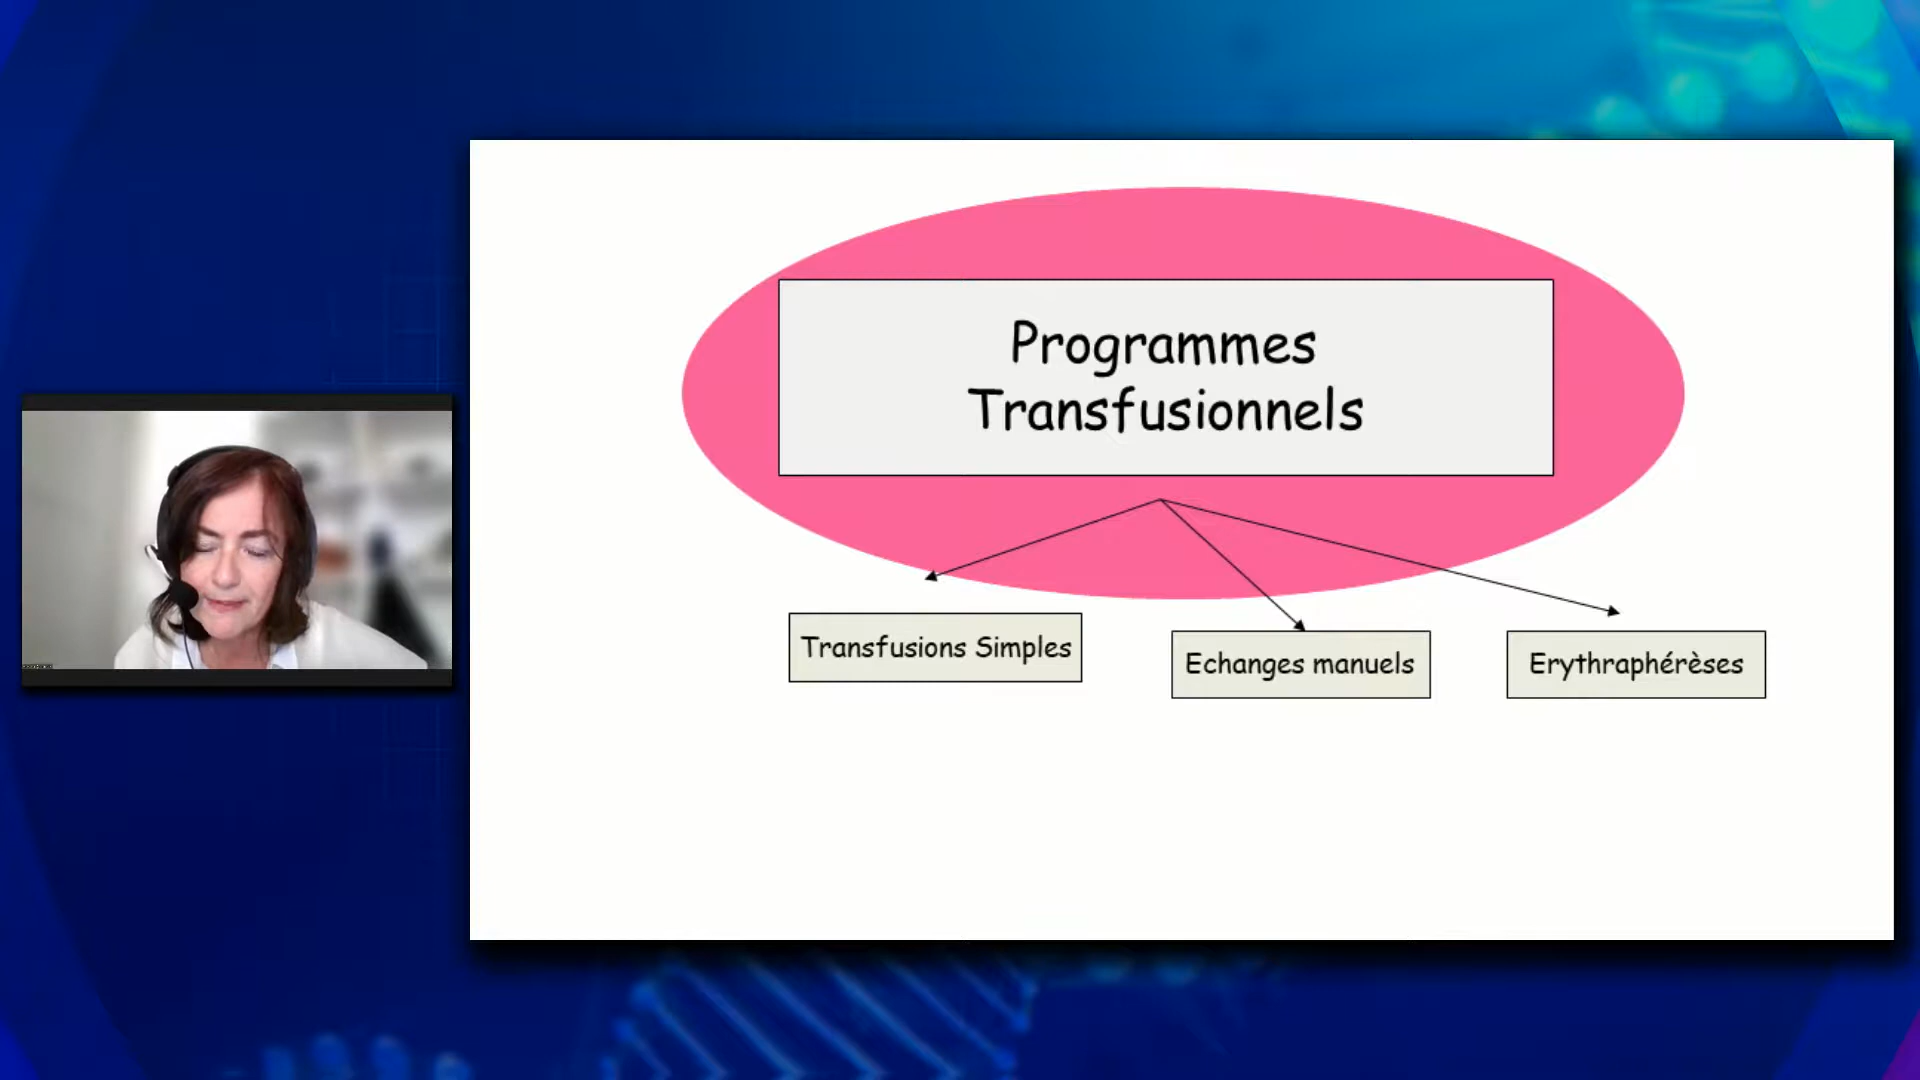 Programmes
Transfusionnels
Transfusions Simples
Echanges manuels
Erythraphérèses